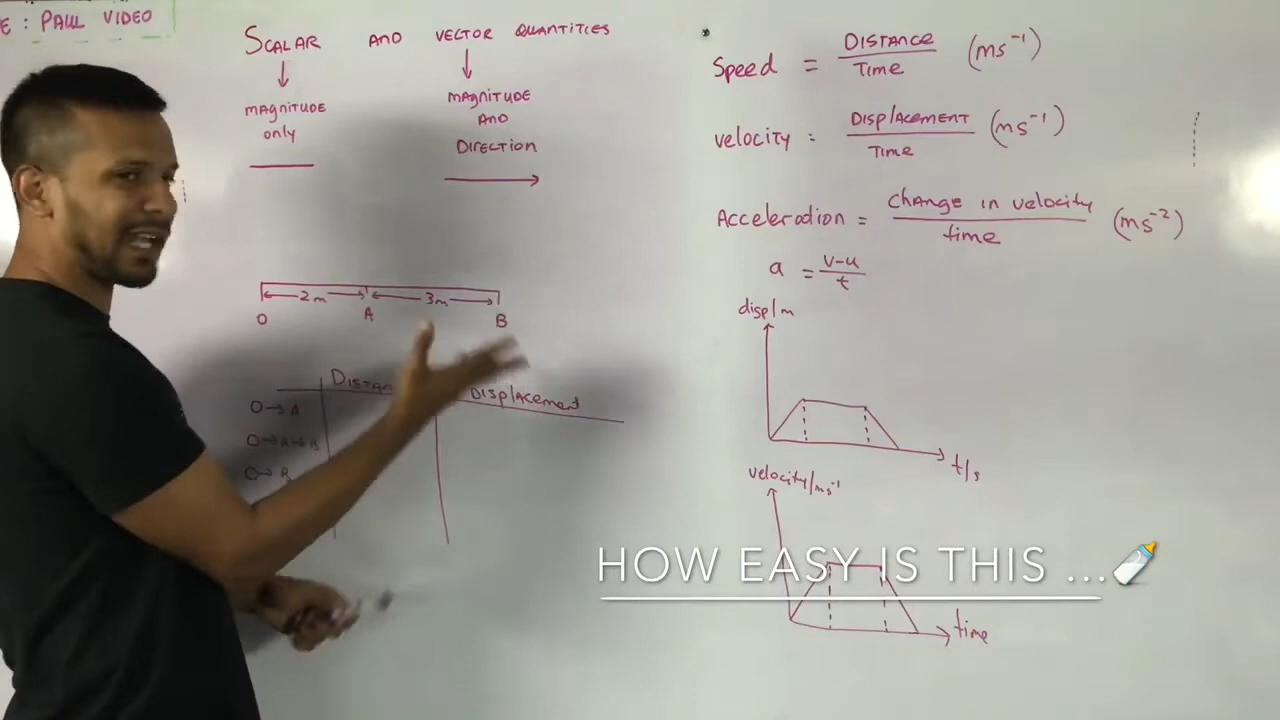 E: PAUL VIDEO
SCALAR AND VECTOR QUANTITIES
MAGNITUDE
only
MAGNITUDE
AND
DIRECTION
2m 3m
O A B
Displacement
O→A
O→A→B
O→B
Speed = DISTANCE / Time (ms⁻¹)
velocity = DISPLACEMENT / TIME (ms⁻¹)
Acceleration = change in velocity / time (ms⁻²)
a = v-u / t
displ/m
t/s
velocity/ms⁻¹
time
HOW EASY IS THIS ...